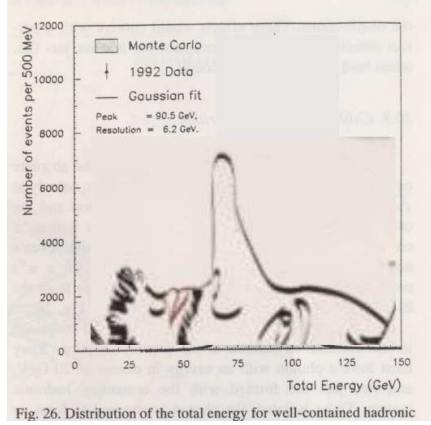 12000
10000
8000
6000
4000
2000
0
Number of events per 500 MeV
Monte Carlo
1992 Data
Gaussian fit
Peak = 90.5 GeV.
Resolution = 6.2 GeV.
0 25 50 75 100 125 150
Total Energy (GeV)
Fig. 26. Distribution of the total energy for well-contained hadronic